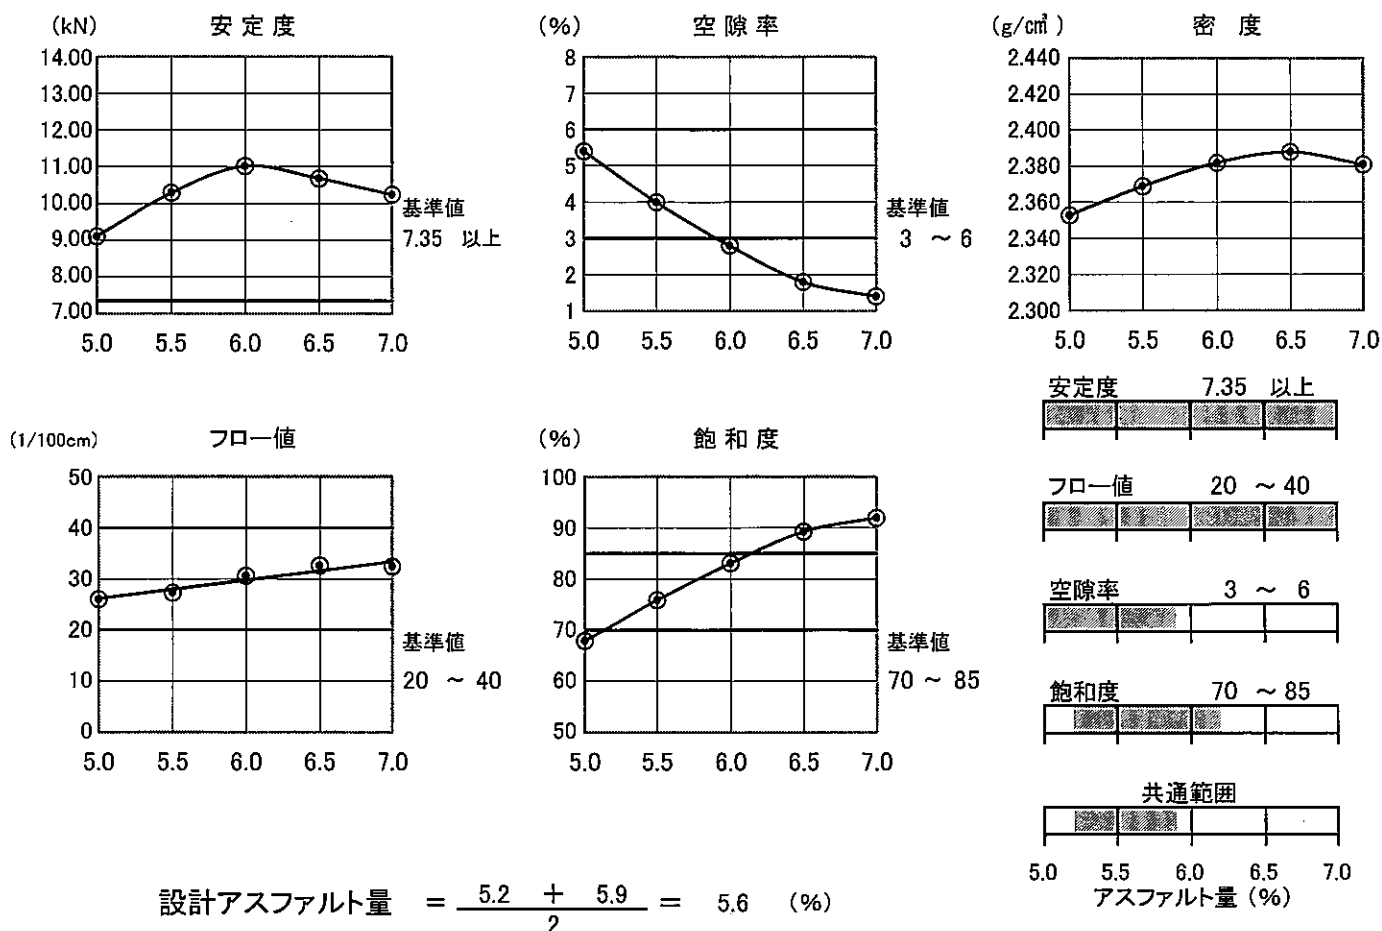 (kN) 安定度
14.00
13.00
12.00
11.00
10.00
9.00
8.00
7.00
5.0 5.5 6.0 6.5 7.0
基準値
7.35 以上
(%) 空隙率
8
7
6
5
4
3
2
1
5.0 5.5 6.0 6.5 7.0
基準値
3 ～ 6
(g/c㎥) 密度
2.440
2.420
2.400
2.380
2.360
2.340
2.320
2.300
5.0 5.5 6.0 6.5 7.0
(1/100cm) フロー値
50
40
30
20
10
0
5.0 5.5 6.0 6.5 7.0
基準値
20 ～ 40
(%) 飽和度
100
90
80
70
60
50
5.0 5.5 6.0 6.5 7.0
基準値
70 ～ 85
安定度 7.35 以上
フロー値 20 ～ 40
空隙率 3 ～ 6
飽和度 70 ～ 85
共通範囲
5.0 5.5 6.0 6.5 7.0
アスファルト量 (%)
設計アスファルト量 = 5.2 + 5.9 = 5.6 (%)
2